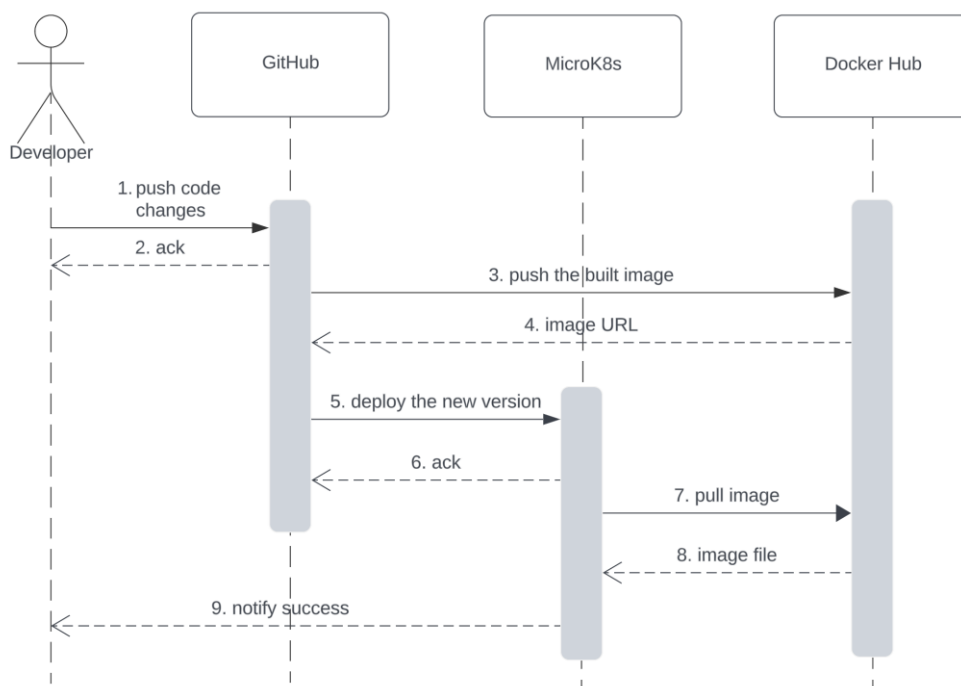 GitHub
MicroK8s
Docker Hub
Developer
1. push code
changes
2. ack
3. push the built image
4. image URL
5. deploy the new version
6. ack
7. pull image
8. image file
9. notify success